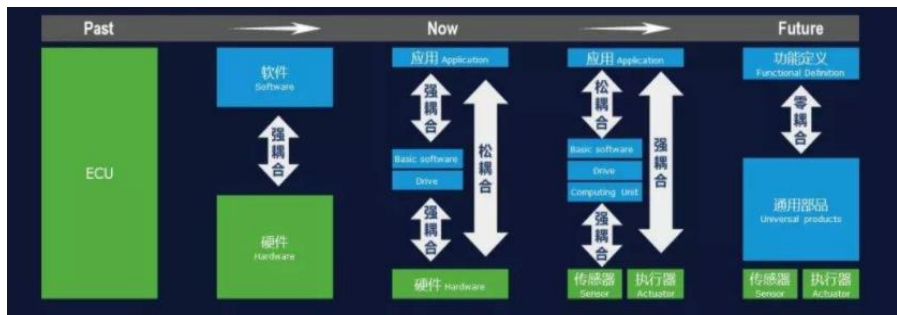 Past
Now
Future
ECU
软件
Software
强耦合
硬件
Hardware
应用 Application
强耦合
松耦合
Basic software
Drive
强耦合
硬件 Hardware
应用 Application
松耦合
强耦合
Basic software
Drive
Computing Unit
强耦合
传感器
Sensor
执行器
Actuator
功能定义
Functional Definition
零耦合
通用部品
Universal products
传感器
Sensor
执行器
Actuator